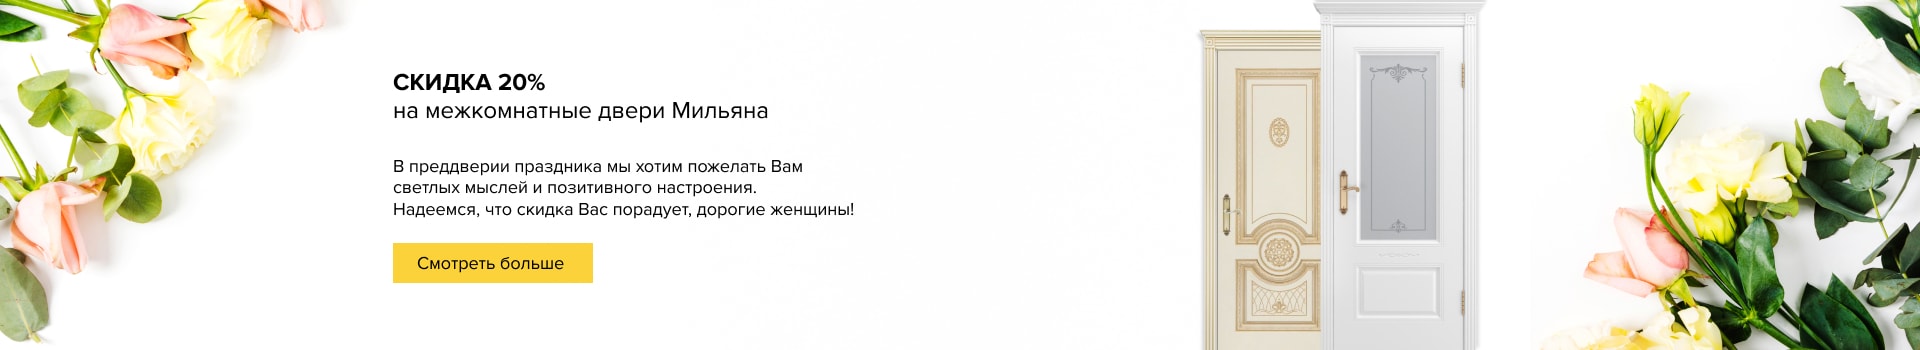 СКИДКА 20%
на межкомнатные двери Мильяна
В преддверии праздника мы хотим пожелать Вам
светлых мыслей и позитивного настроения.
Надеемся, что скидка Вас порадует, дорогие женщины!
Смотреть больше